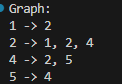 Graph:
1 -> 2
2 -> 1, 2, 4
4 -> 2, 5
5 -> 4